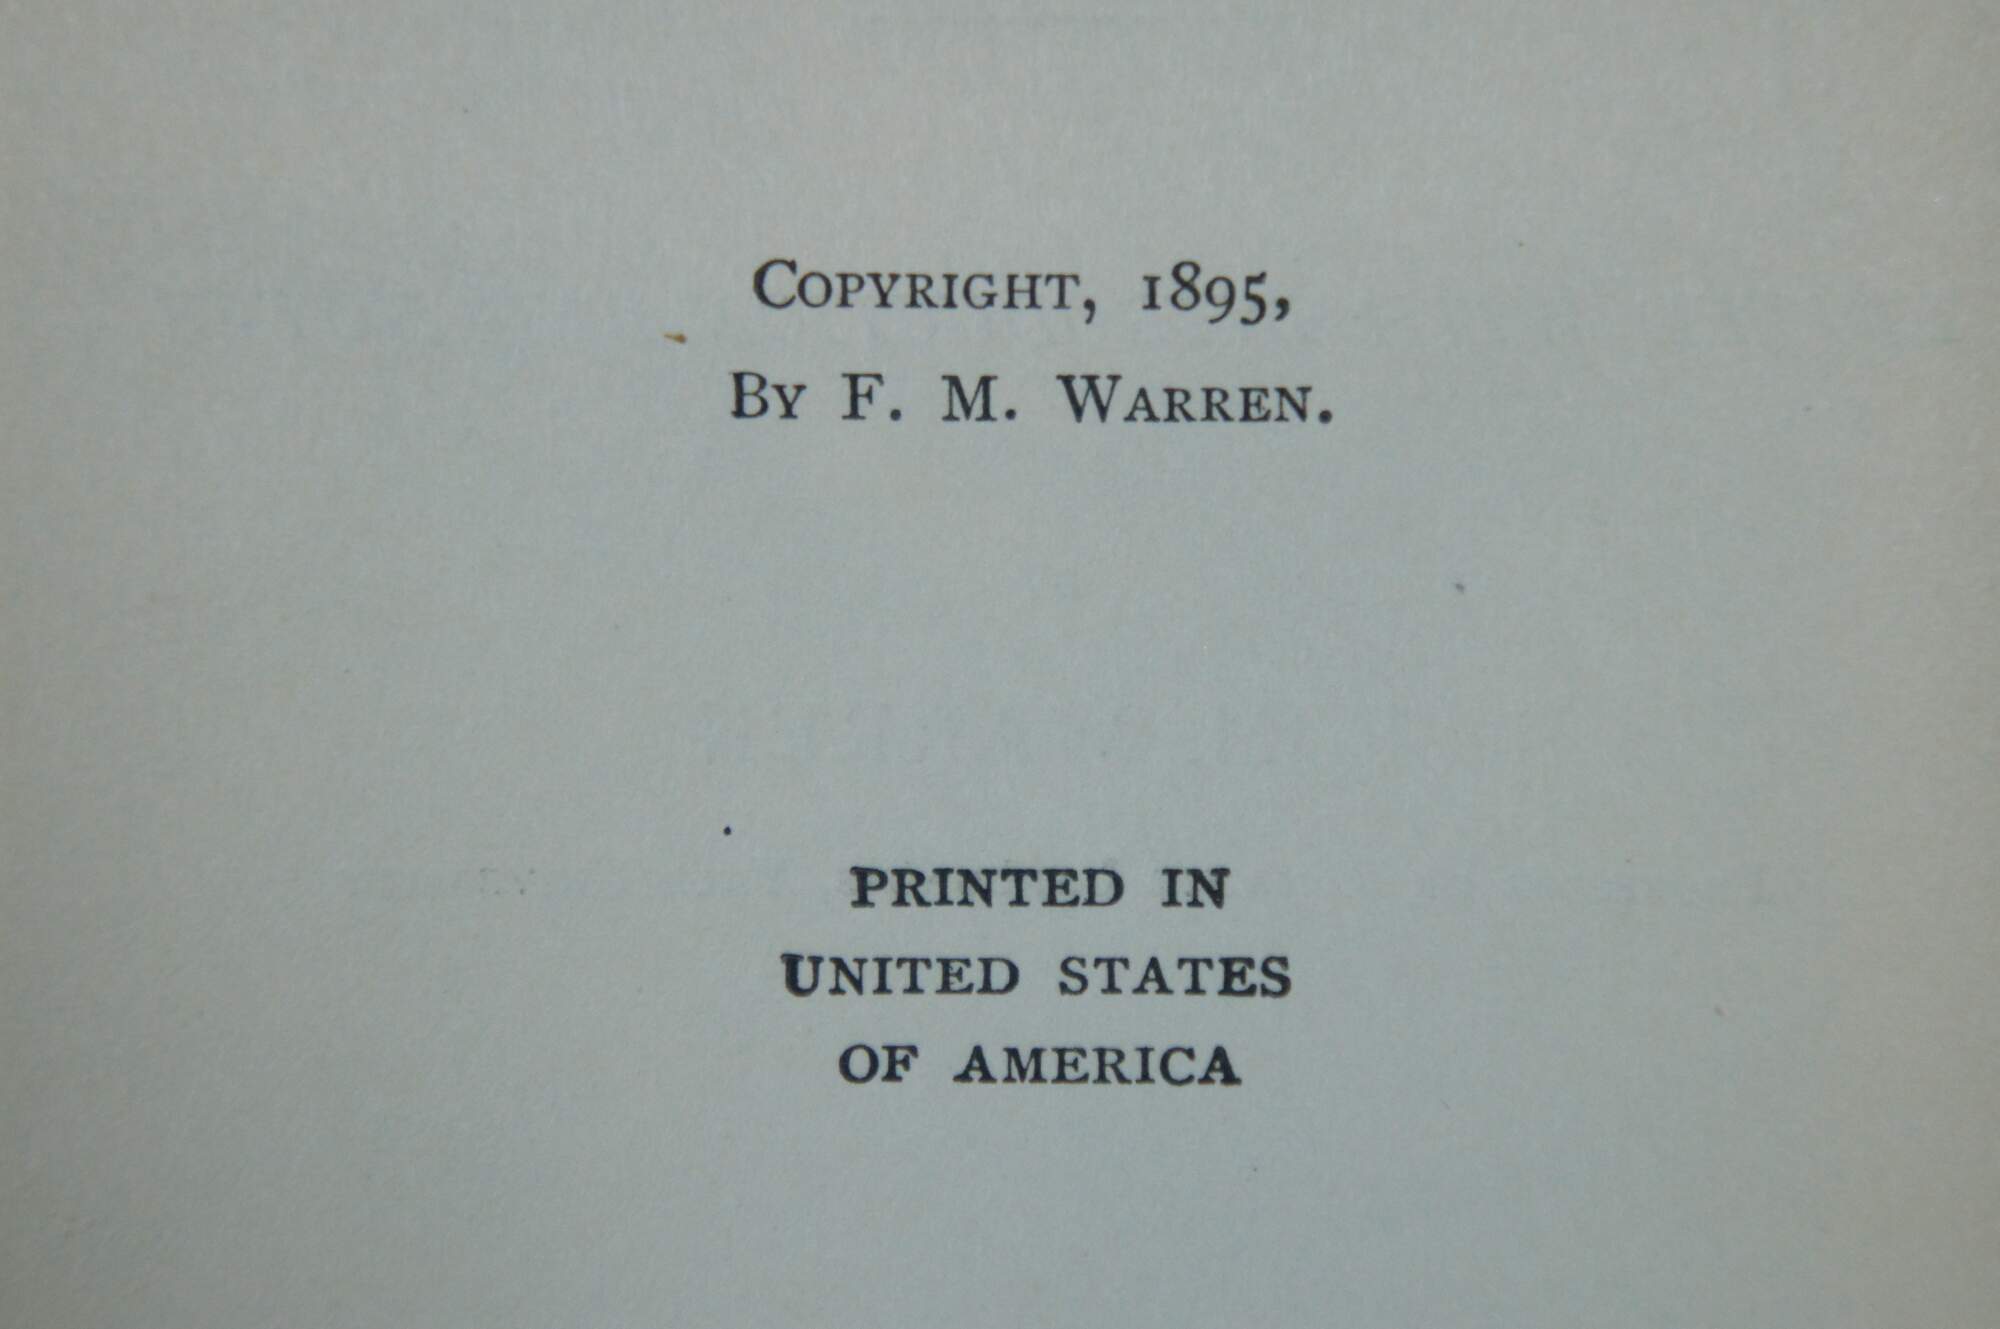 Copyright, 1895,
By F. M. Warren.
PRINTED IN
UNITED STATES
OF AMERICA